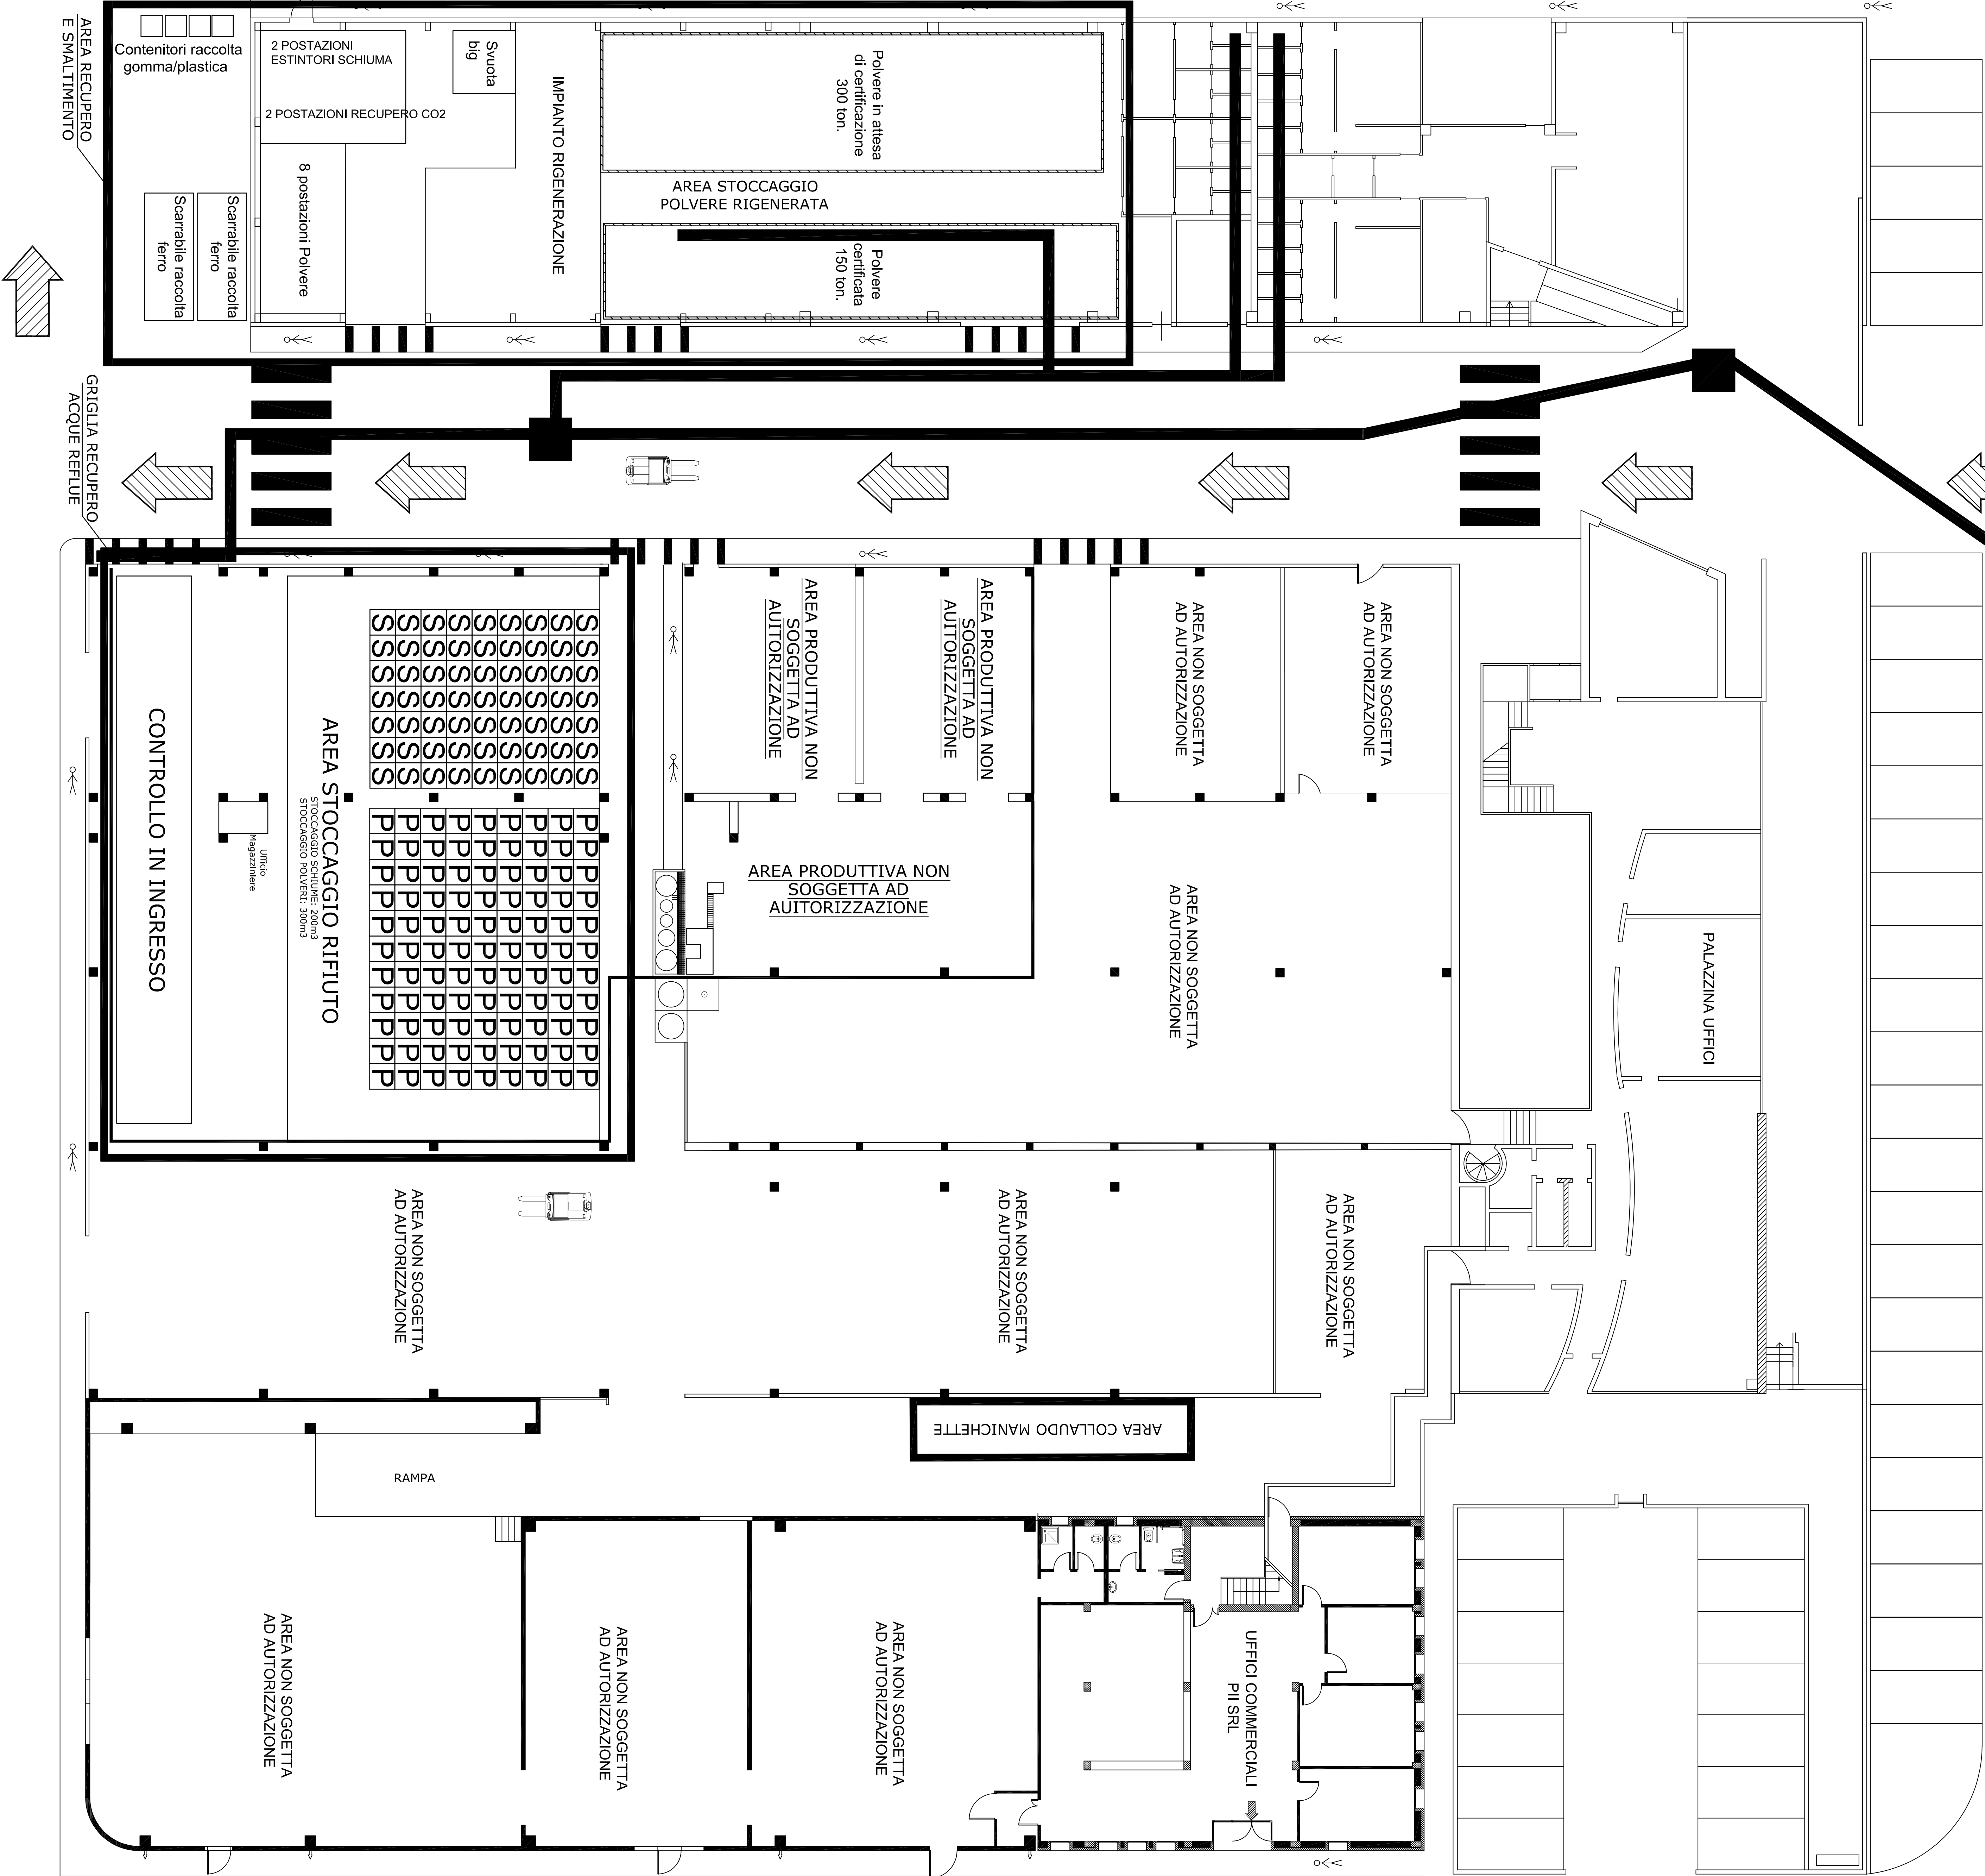 AREA RECUPERO
E SMALTIMENTO
Contenitori raccolta
gomma/plastica
2 POSTAZIONI
ESTINTORI SCHIUMA
2 POSTAZIONI RECUPERO CO2
Svuota
big
8 postazioni Polvere
Scarrabile raccolta
ferro
Scarrabile raccolta
ferro
IMPIANTO RIGENERAZIONE
Polvere in attesa
di certificazione
300 ton.
AREA STOCCAGGIO
POLVERE RIGENERATA
Polvere
certificata
150 ton.
GRIGLIA RECUPERO
ACQUE REFLUE
S S S S S S S P P P P P P P P P P P
S S S S S S S P P P P P P P P P P P
S S S S S S S P P P P P P P P P P P
S S S S S S S P P P P P P P P P P P
S S S S S S S P P P P P P P P P P P
S S S S S S S P P P P P P P P P P P
S S S S S S S P P P P P P P P P P P
S S S S S S S P P P P P P P P P P P
S S S S S S S P P P P P P P P P P P
AREA STOCCAGGIO RIFIUTO
STOCCAGGIO SCHIUME: 200m3
STOCCAGGIO POLVERI: 300m3
Ufficio
Magazziniere
CONTROLLO IN INGRESSO
AREA PRODUTTIVA NON
SOGGETTA AD
AUITORIZZAZIONE
AREA PRODUTTIVA NON
SOGGETTA AD
AUITORIZZAZIONE
AREA NON SOGGETTA
AD AUTORIZZAZIONE
AREA NON SOGGETTA
AD AUTORIZZAZIONE
AREA PRODUTTIVA NON
SOGGETTA AD
AUITORIZZAZIONE
AREA NON SOGGETTA
AD AUTORIZZAZIONE
PALAZZINA UFFICI
AREA NON SOGGETTA
AD AUTORIZZAZIONE
AREA NON SOGGETTA
AD AUTORIZZAZIONE
AREA NON SOGGETTA
AD AUTORIZZAZIONE
AREA COLLAUDO MANICHETTE
RAMPA
AREA NON SOGGETTA
AD AUTORIZZAZIONE
AREA NON SOGGETTA
AD AUTORIZZAZIONE
AREA NON SOGGETTA
AD AUTORIZZAZIONE
UFFICI COMMERCIALI
PII SRL